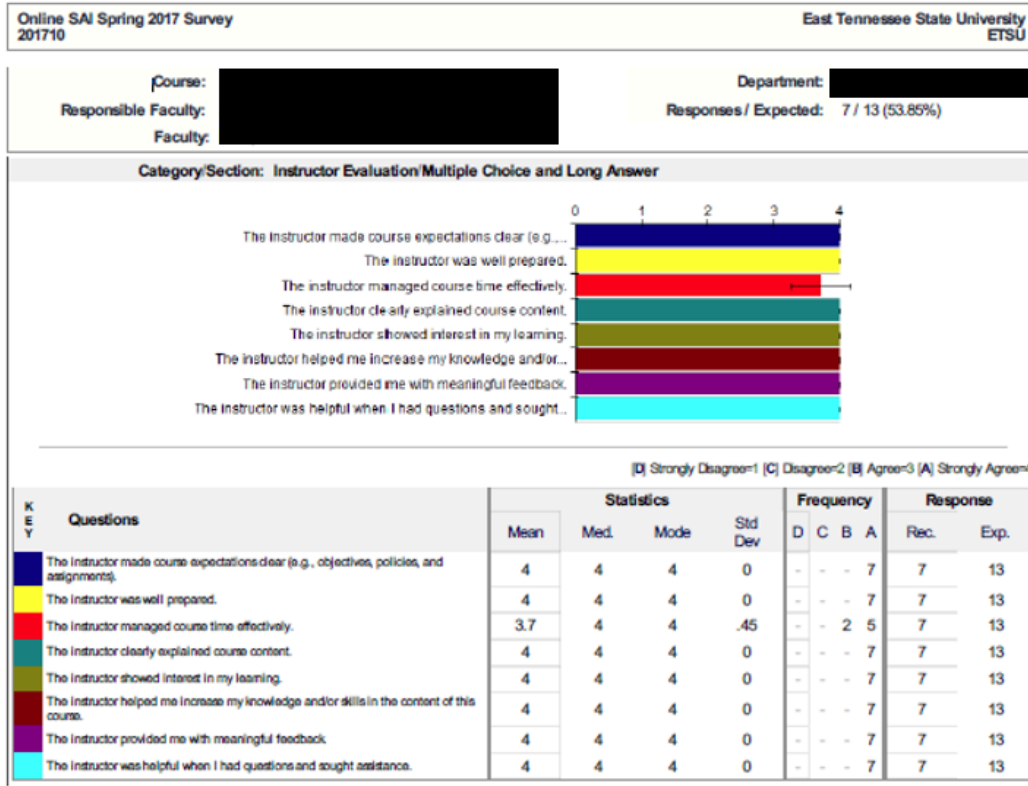 Online SAI Spring 2017 Survey
201710
East Tennessee State University
ETSU
Course:
Responsible Faculty:
Faculty:
Department:
Responses / Expected: 7 / 13 (53.85%)
Category/Section: Instructor Evaluation/Multiple Choice and Long Answer
0 1 2 3 4
The instructor made course expectations clear (e.g.,...
The instructor was well prepared.
The instructor managed course time effectively.
The instructor clearly explained course content.
The instructor showed interest in my learning.
The instructor helped me increase my knowledge and/or...
The instructor provided me with meaningful feedback.
The instructor was helpful when I had questions and sought...
[D] Strongly Disagree=1 [C] Disagree=2 [B] Agree=3 [A] Strongly Agree=
KEY Questions Statistics Frequency Response
Mean Med. Mode Std Dev D C B A Rec. Exp.
The instructor made course expectations clear (e.g., objectives, policies, and
assignments). 4 4 4 0 - - - 7 7 13
The instructor was well prepared. 4 4 4 0 - - - 7 7 13
The instructor managed course time effectively. 3.7 4 4 .45 - - 2 5 7 13
The instructor clearly explained course content. 4 4 4 0 - - - 7 7 13
The instructor showed interest in my learning. 4 4 4 0 - - - 7 7 13
The instructor helped me increase my knowledge and/or skills in the content of this
course. 4 4 4 0 - - - 7 7 13
The instructor provided me with meaningful feedback. 4 4 4 0 - - - 7 7 13
The instructor was helpful when I had questions and sought assistance. 4 4 4 0 - - - 7 7 13